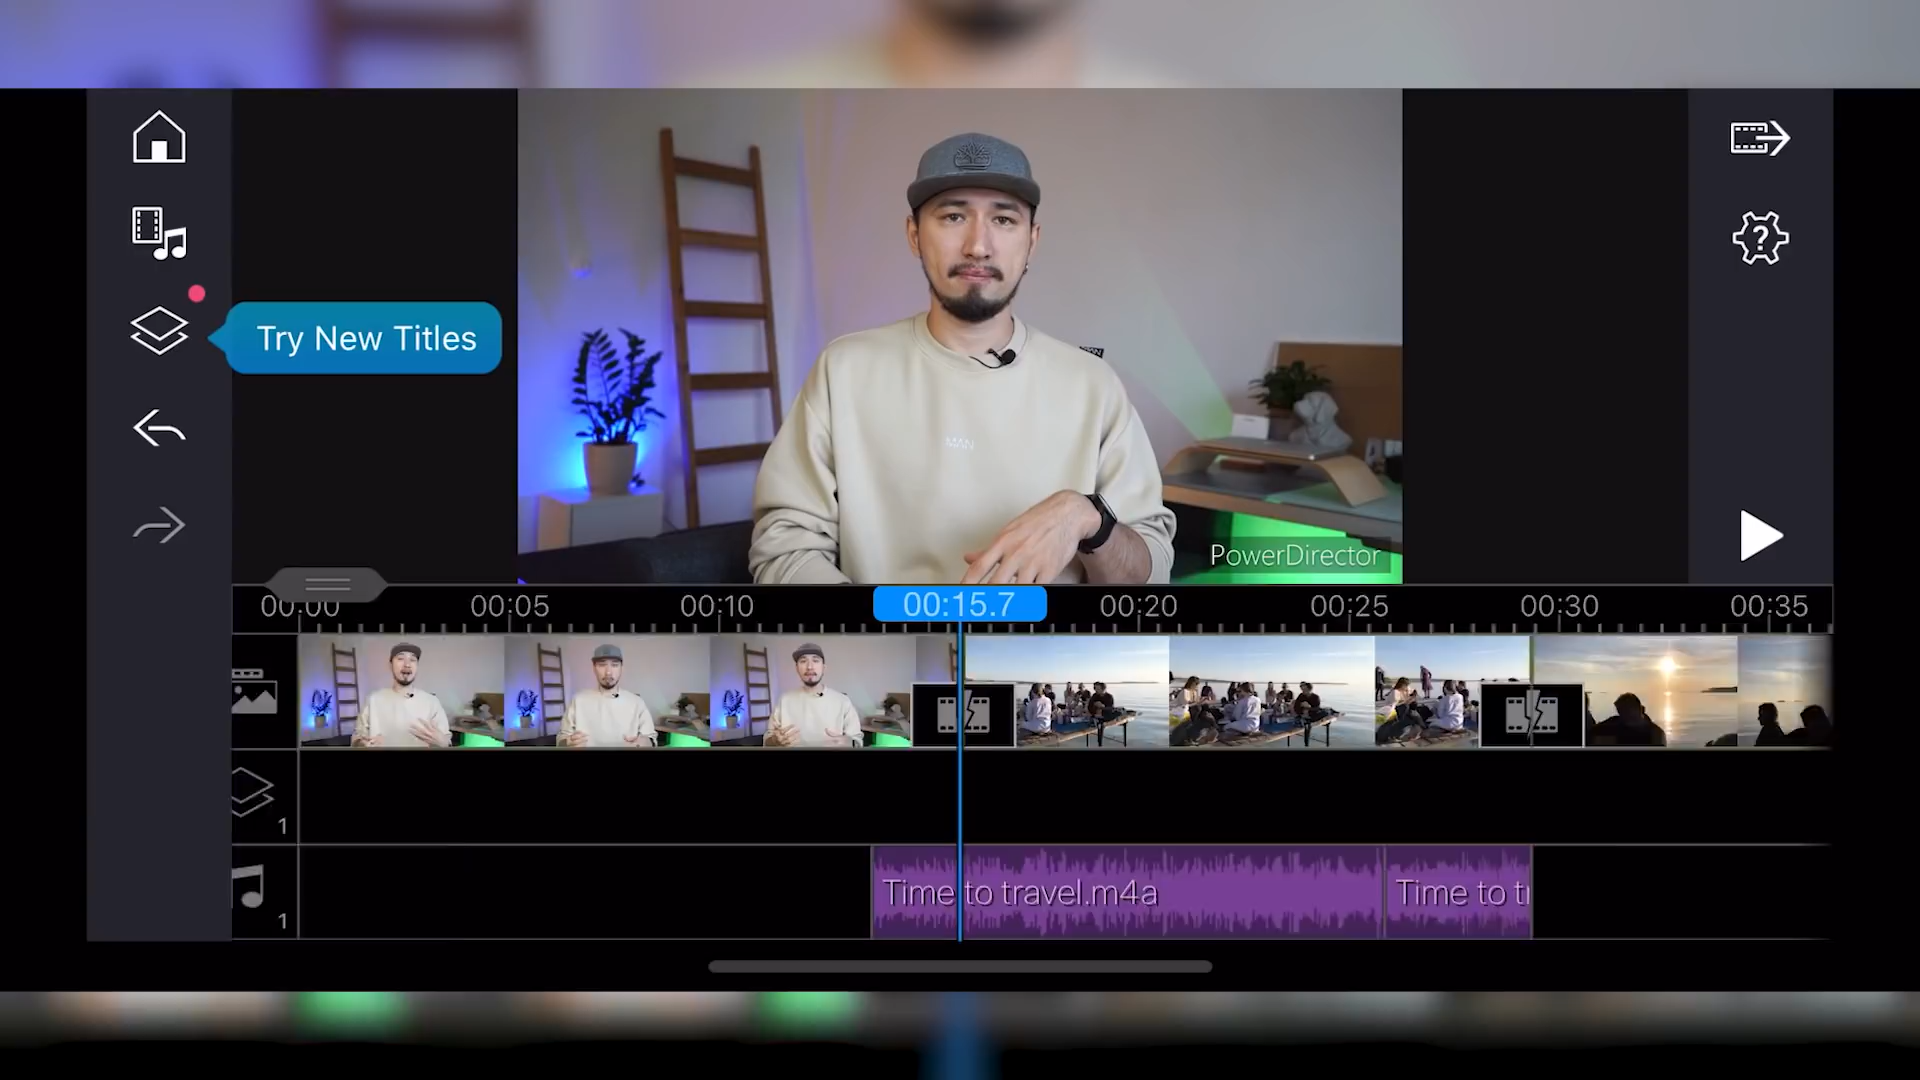 Try New Titles
MAN
PowerDirector
00:00
00:05
00:10
00:15.7
00:20
00:25
00:30
00:35
1
Time to travel.m4a
Time to t
1